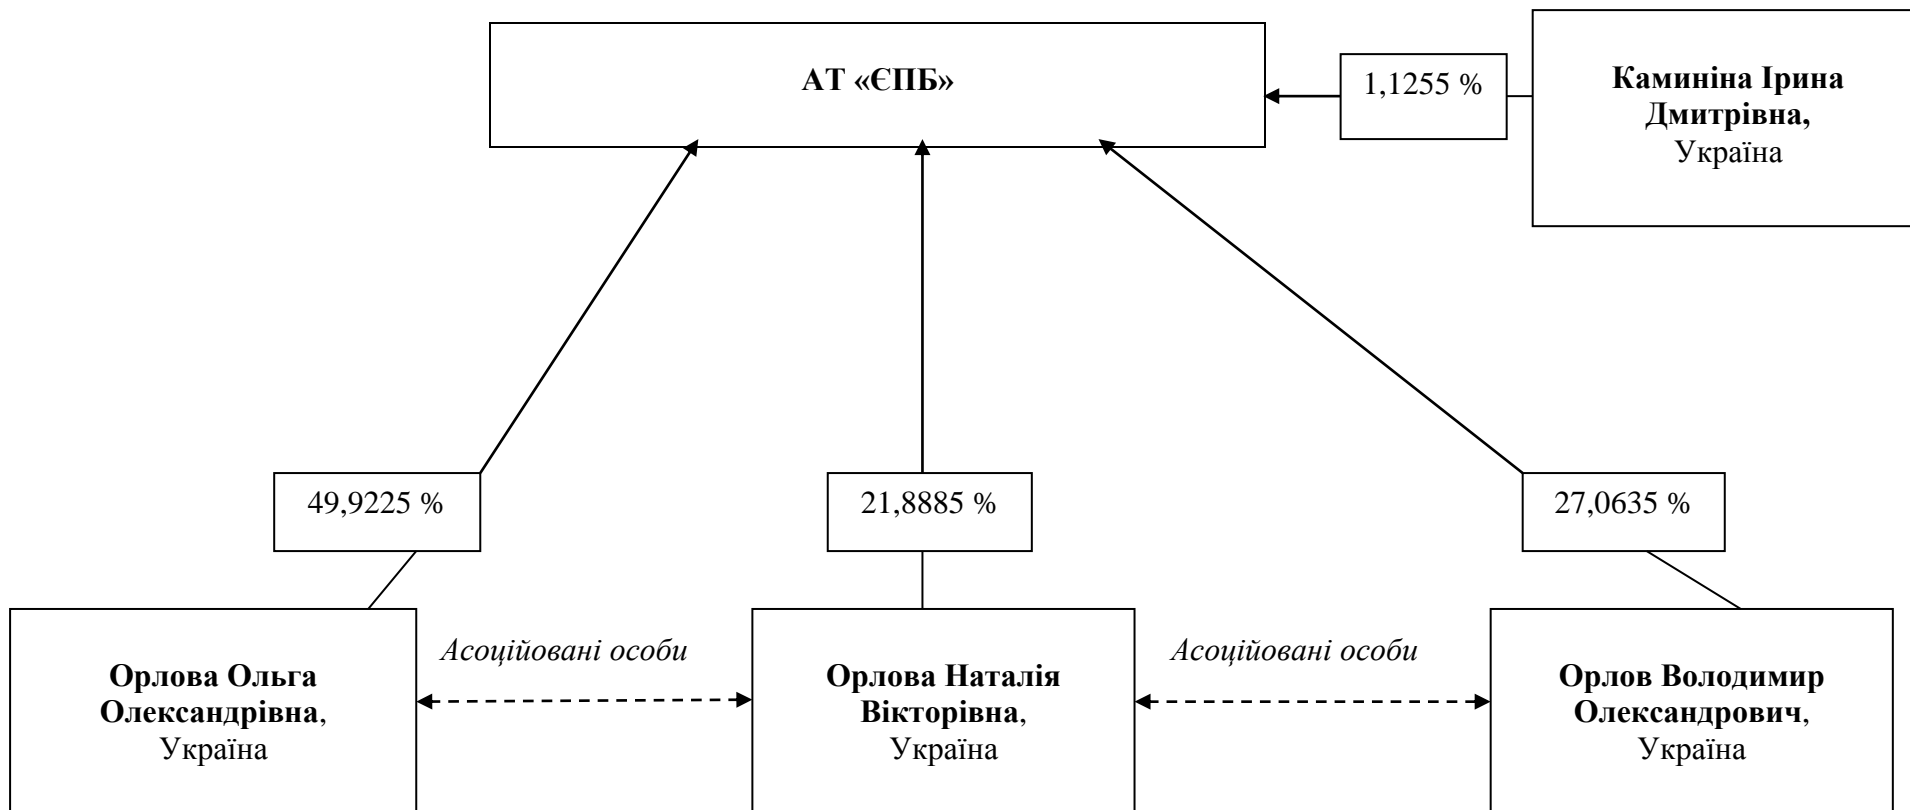 АТ «ЄПБ»
1,1255 %
Каминіна Ірина
Дмитрівна,
Україна
49,9225 %
21,8885 %
27,0635 %
Орлова Ольга
Олександрівна,
Україна
Асоційовані особи
Орлова Наталія
Вікторівна,
Україна
Асоційовані особи
Орлов Володимир
Олександрович,
Україна